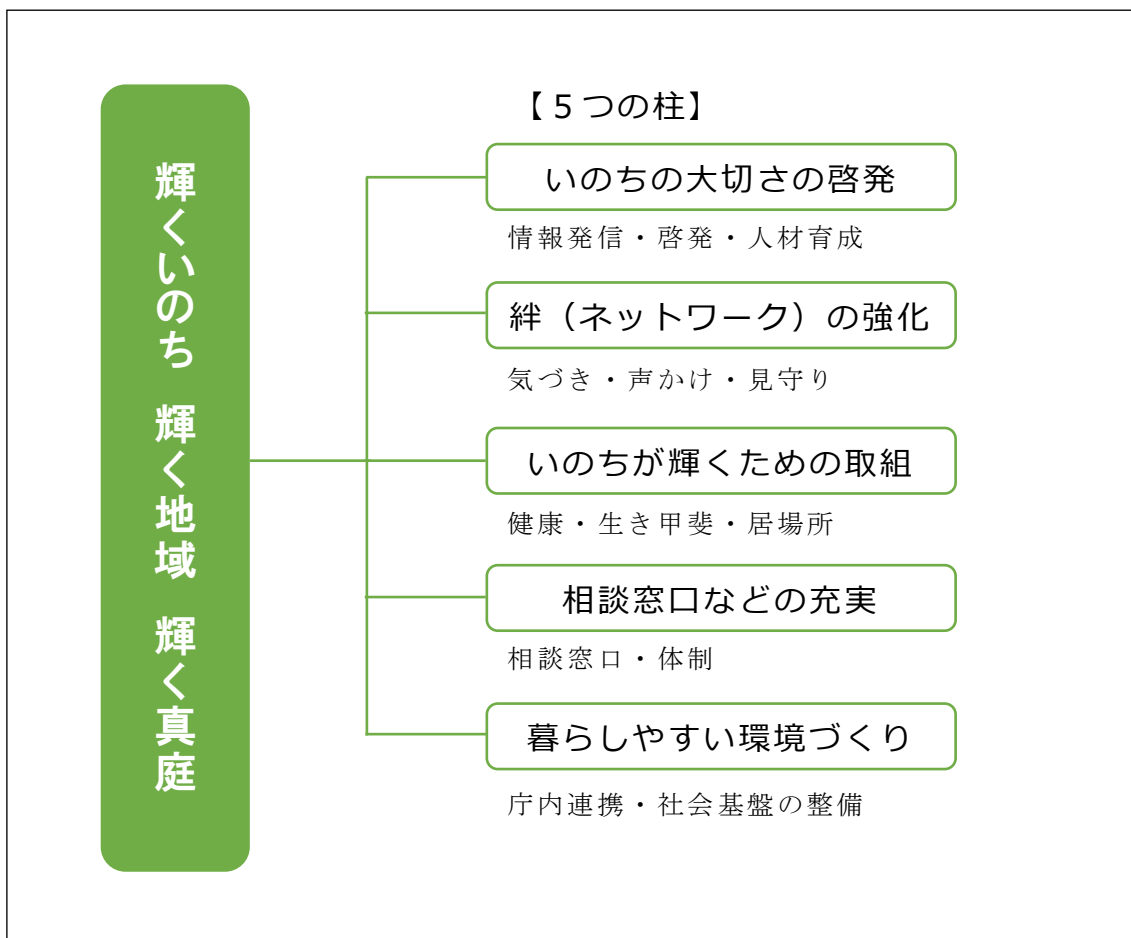 輝くいのち　輝く地域　輝く真庭
【５つの柱】
いのちの大切さの啓発
情報発信・啓発・人材育成
絆（ネットワーク）の強化
気づき・声かけ・見守り
いのちが輝くための取組
健康・生き甲斐・居場所
相談窓口などの充実
相談窓口・体制
暮らしやすい環境づくり
庁内連携・社会基盤の整備